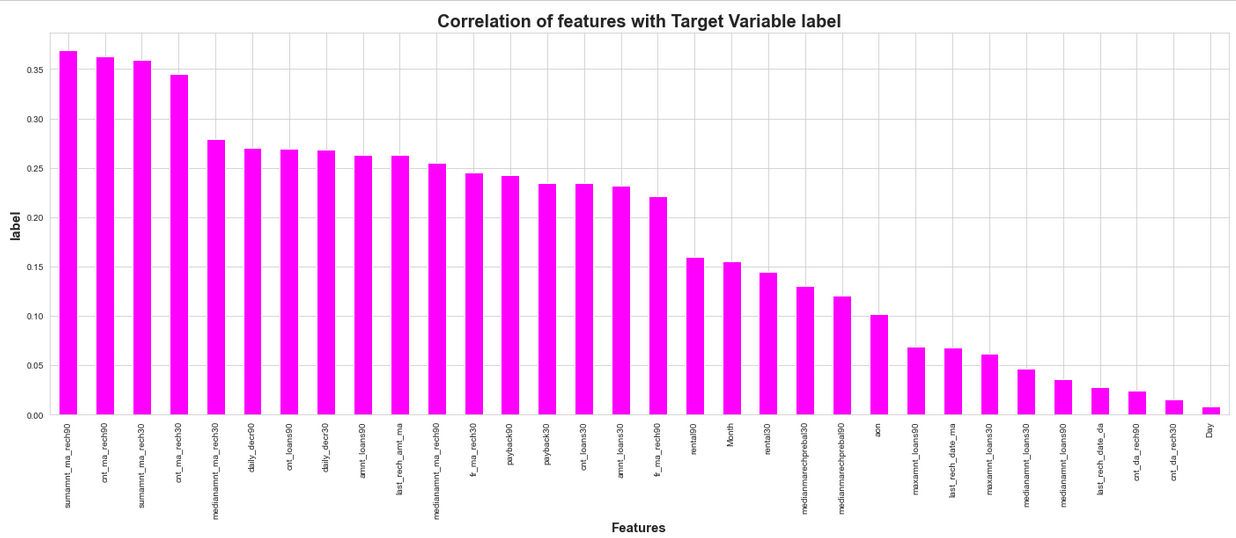 Correlation of features with Target Variable label
label
0.35
0.30
0.25
0.20
0.15
0.10
0.05
0.00
sumamnt_ma_rech90
cnt_ma_rech90
sumamnt_ma_rech30
cnt_ma_rech30
medianamnt_ma_rech30
daily_decr90
cnt_loans90
daily_decr30
amnt_loans90
last_rech_amt_ma
medianamnt_ma_rech90
fr_ma_rech30
payback90
payback30
cnt_loans30
amnt_loans30
fr_ma_rech90
rental90
Month
rental30
medianmarechprebal30
medianmarechprebal90
aon
maxamnt_loans90
last_rech_date_ma
maxamnt_loans30
medianamnt_loans30
medianamnt_loans90
last_rech_date_da
cnt_da_rech90
cnt_da_rech30
Day
Features